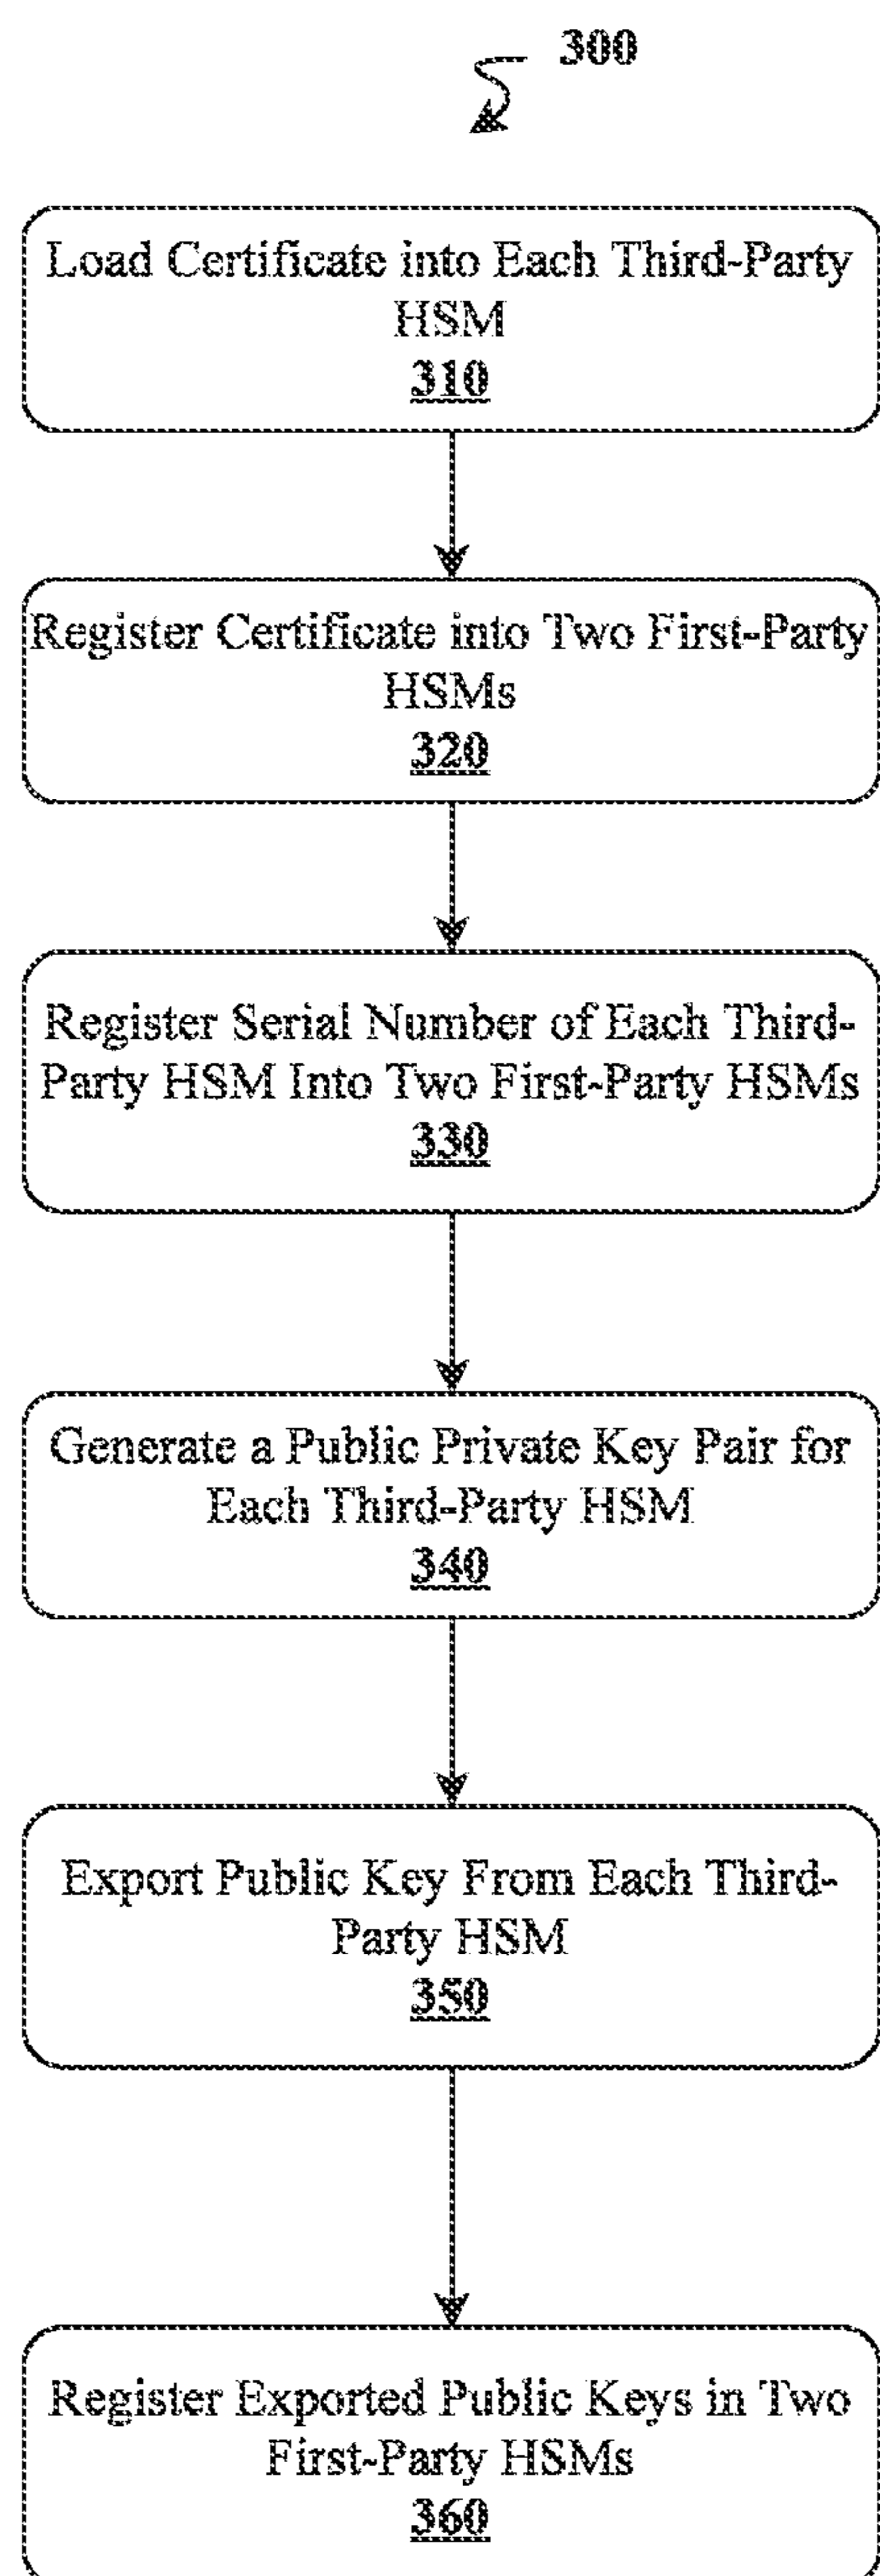 300
Load Certificate into Each Third-Party
HSM
310
Register Certificate into Two First-Party
HSMs
320
Register Serial Number of Each Third-
Party HSM Into Two First-Party HSMs
330
Generate a Public Private Key Pair for
Each Third-Party HSM
340
Export Public Key From Each Third-
Party HSM
350
Register Exported Public Keys in Two
First-Party HSMs
360